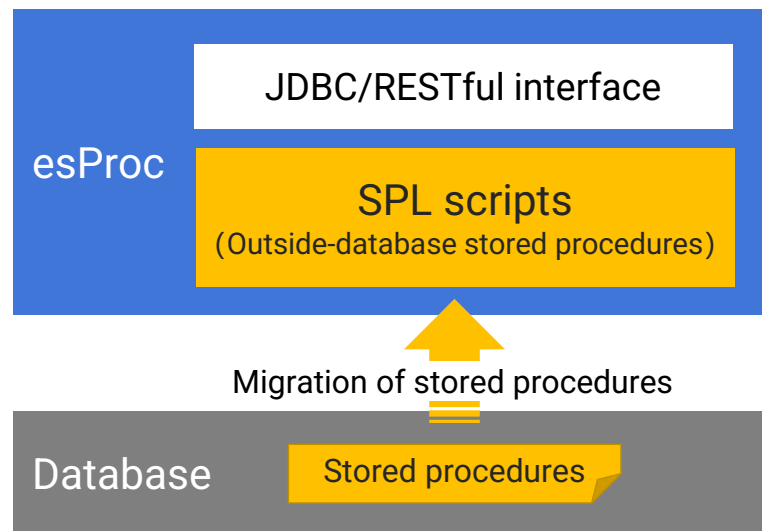 JDBC/RESTful interface
esProc
SPL scripts
(Outside-database stored procedures)
Migration of stored procedures
Database
Stored procedures